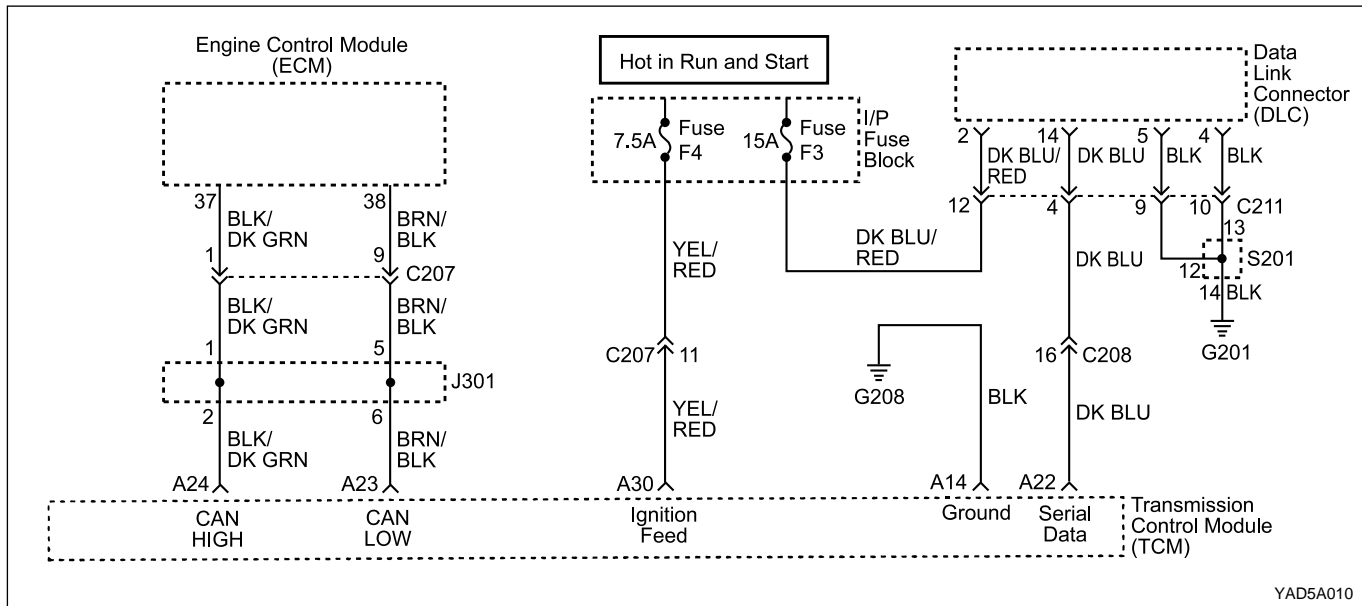 Engine Control Module
(ECM)
Hot in Run and Start
Data
Link
Connector
(DLC)
7.5A
Fuse
F4
15A
Fuse
F3
I/P
Fuse
Block
2
14
5
4
DK BLU/
RED
DK BLU
BLK
BLK
37
38
BLK/
DK GRN
BRN/
BLK
12
4
9
10
C211
1
9
C207
13
YEL/
RED
DK BLU/
RED
DK BLU
12
S201
14
BLK
G201
BLK/
DK GRN
BRN/
BLK
1
5
C207
11
16
C208
J301
G208
BLK
2
6
BLK/
DK GRN
BRN/
BLK
YEL/
RED
DK BLU
A24
A23
A30
A14
A22
CAN
HIGH
CAN
LOW
Ignition
Feed
Ground
Serial
Data
Transmission
Control Module
(TCM)
YAD5A010